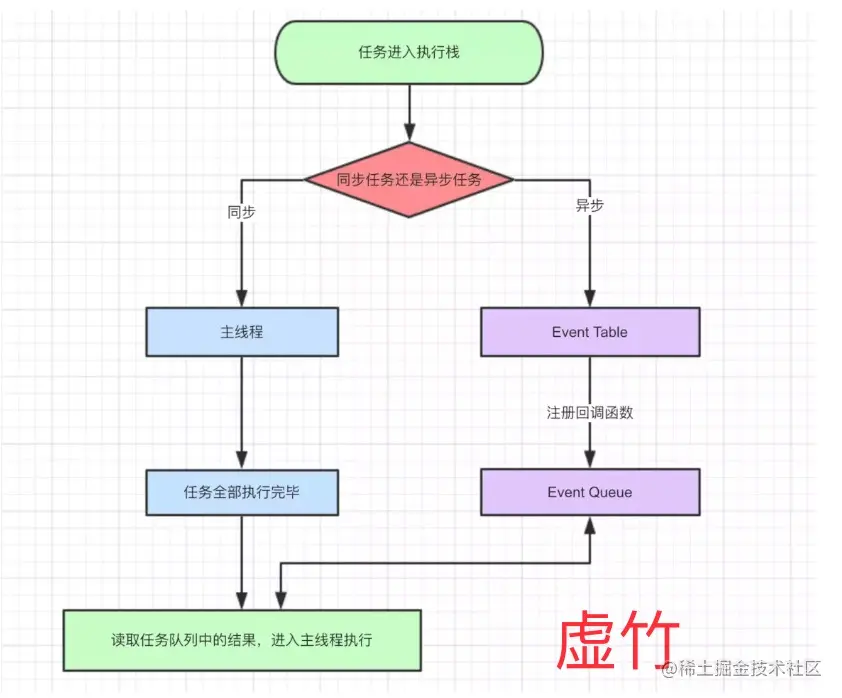 任务进入执行栈
同步任务还是异步任务
同步
异步
主线程
Event Table
注册回调函数
任务全部执行完毕
Event Queue
读取任务队列中的结果，进入主线程执行
虚竹
@稀土掘金技术社区